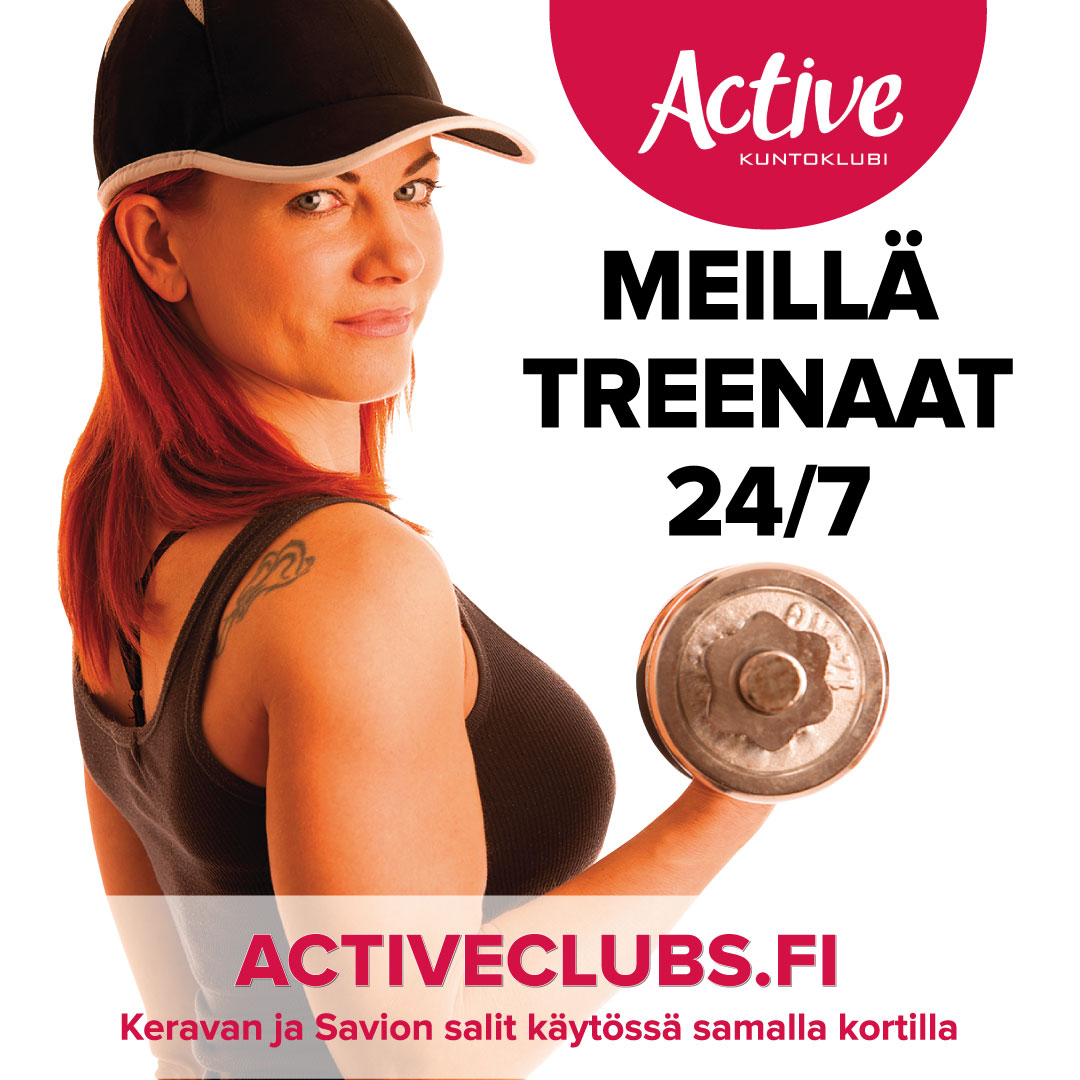 Active
KUNTOKLUBI
MEILLÄ
TREENAAT
24/7
ACTIVECLUBS.FI
Keravan ja Savion salit käytössä samalla kortilla